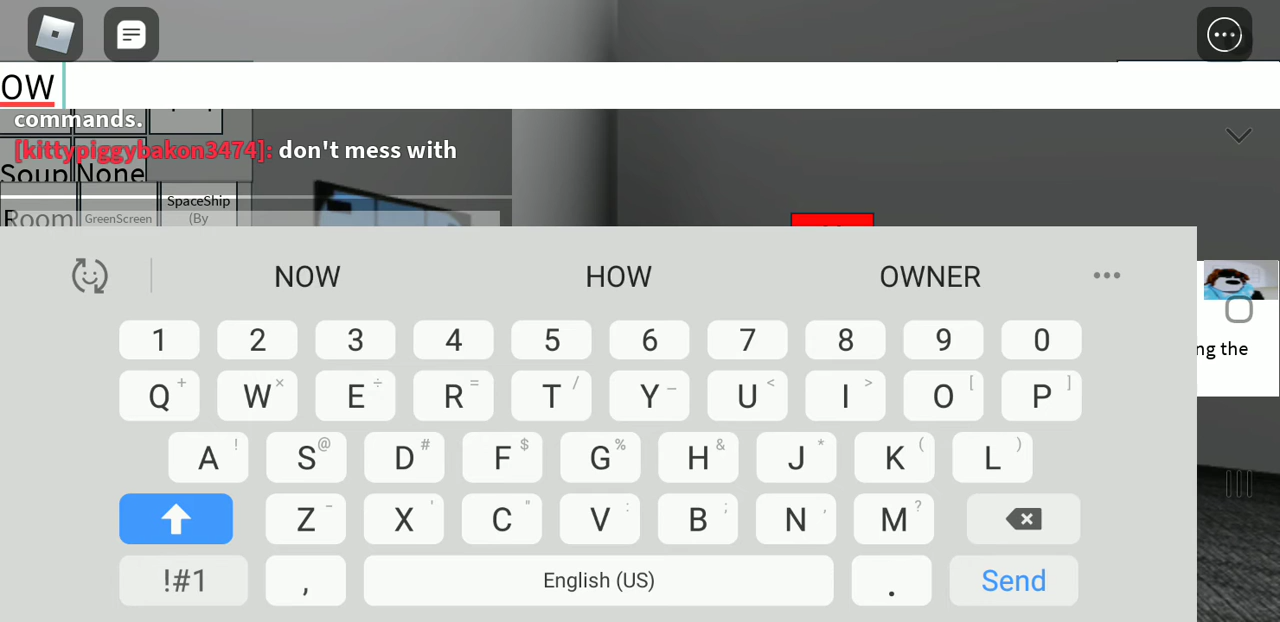 OW
commands.
[kittypiggybakon3474]: don't mess with
Soup None
SpaceShip
Room GreenScreen (By
ng the
NOW HOW OWNER
1 2 3 4 5 6 7 8 9 0
Q + W × E ÷ R = T / Y _ U < I > O [ P ]
A ! S @ D # F $ G % H & J * K ( L )
Z - X ' C " V : B ; N , M ?
!#1 , English (US) . Send